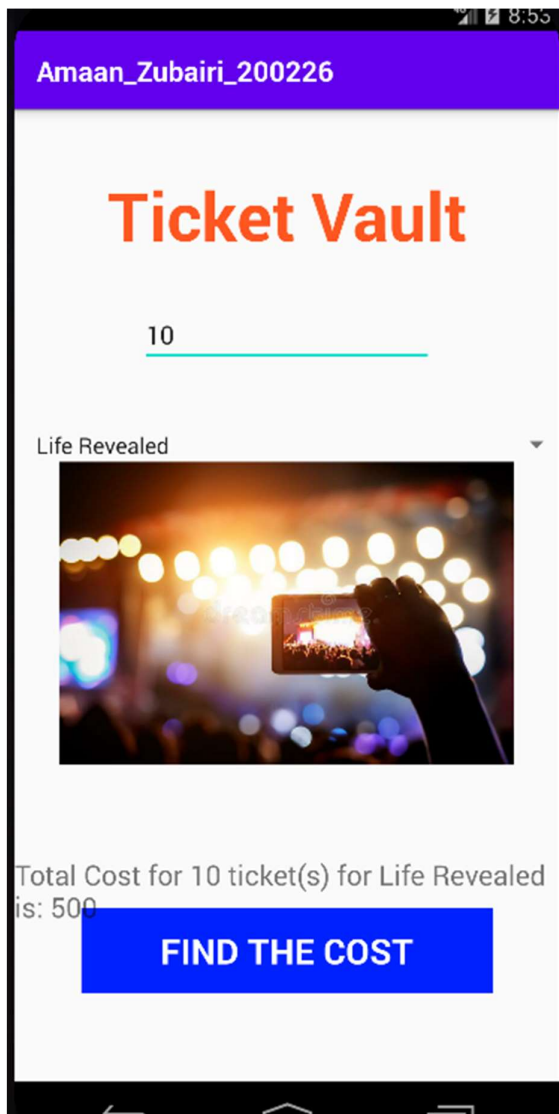 8:53
Amaan_Zubairi_200226
Ticket Vault
10
Life Revealed
dreamstime
Total Cost for 10 ticket(s) for Life Revealed
is: 500
FIND THE COST